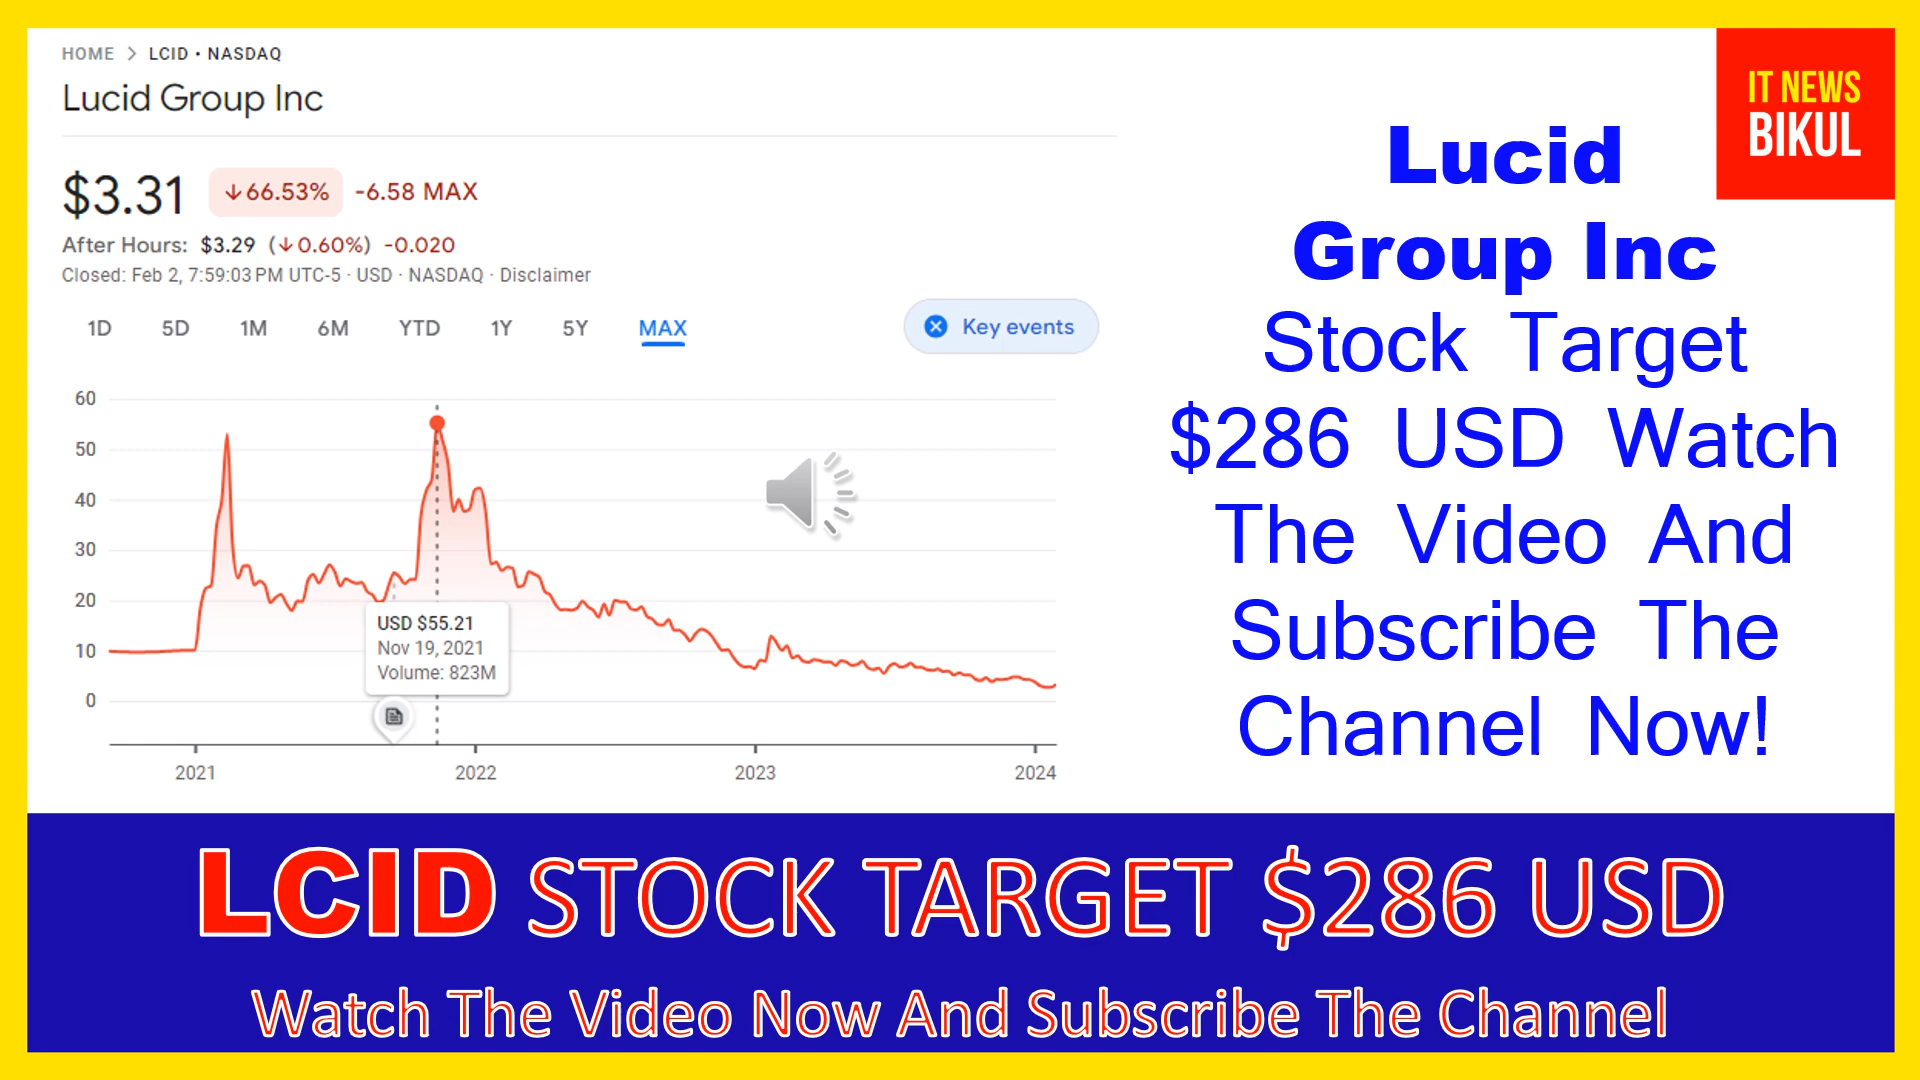 HOME > LCID • NASDAQ
Lucid Group Inc
$3.31 ↓66.53% -6.58 MAX
After Hours: $3.29 (↓0.60%) -0.020
Closed: Feb 2, 7:59:03 PM UTC-5 · USD · NASDAQ · Disclaimer
1D 5D 1M 6M YTD 1Y 5Y MAX
Key events
60
50
40
30
20
10
0
USD $55.21
Nov 19, 2021
Volume: 823M
2021 2022 2023 2024
IT NEWS
BIKUL
Lucid
Group Inc
Stock Target
$286 USD Watch
The Video And
Subscribe The
Channel Now!
LCID STOCK TARGET $286 USD
Watch The Video Now And Subscribe The Channel